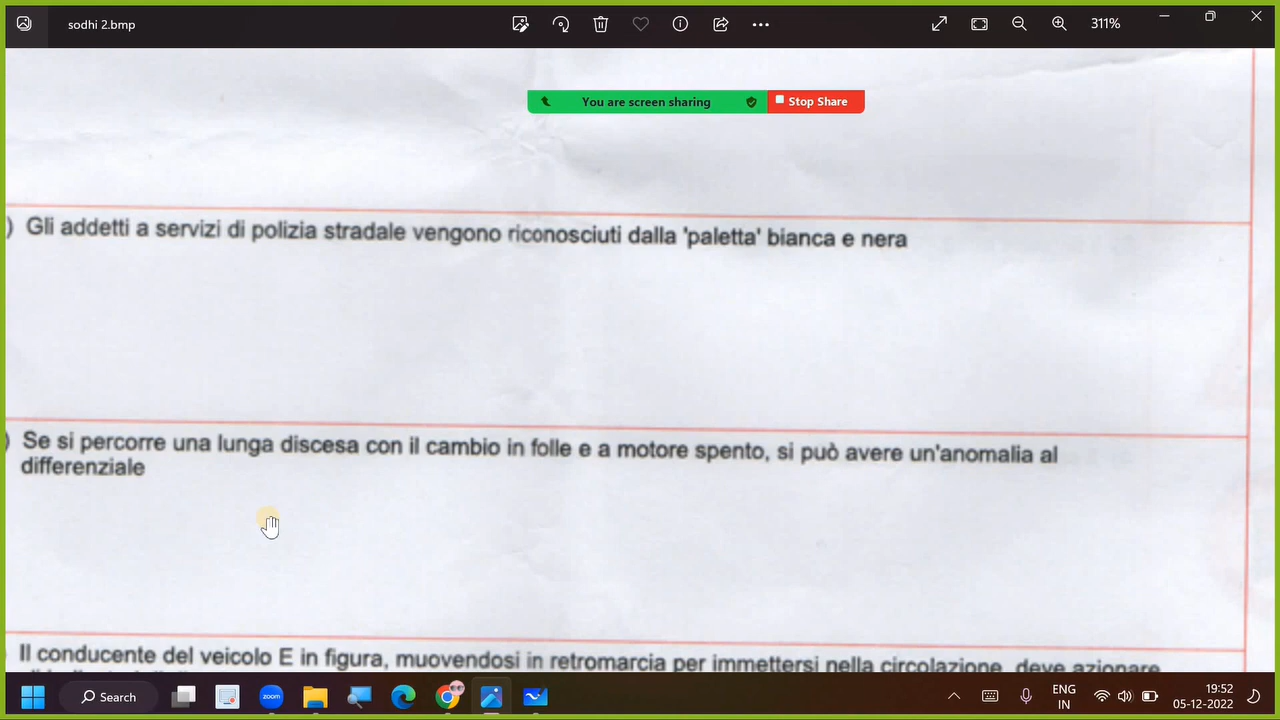 sodhi 2.bmp
311%
You are screen sharing
Stop Share
) Gli addetti a servizi di polizia stradale vengono riconosciuti dalla 'paletta' bianca e nera
) Se si percorre una lunga discesa con il cambio in folle e a motore spento, si può avere un'anomalia al
differenziale
Il conducente del veicolo E in figura, muovendosi in retromarcia per immettersi nella circolazione, deve azionare
Search
zoom
ENG
IN
19:52
05-12-2022